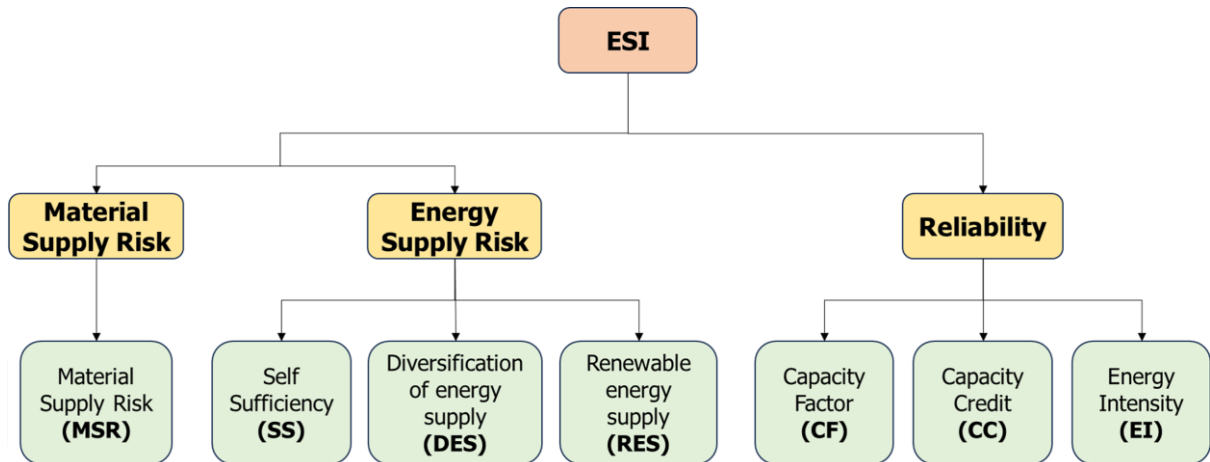 ESI
Material
Supply Risk
Energy
Supply Risk
Reliability
Material
Supply Risk
(MSR)
Self
Sufficiency
(SS)
Diversification
of energy
supply
(DES)
Renewable
energy
supply
(RES)
Capacity
Factor
(CF)
Capacity
Credit
(CC)
Energy
Intensity
(EI)